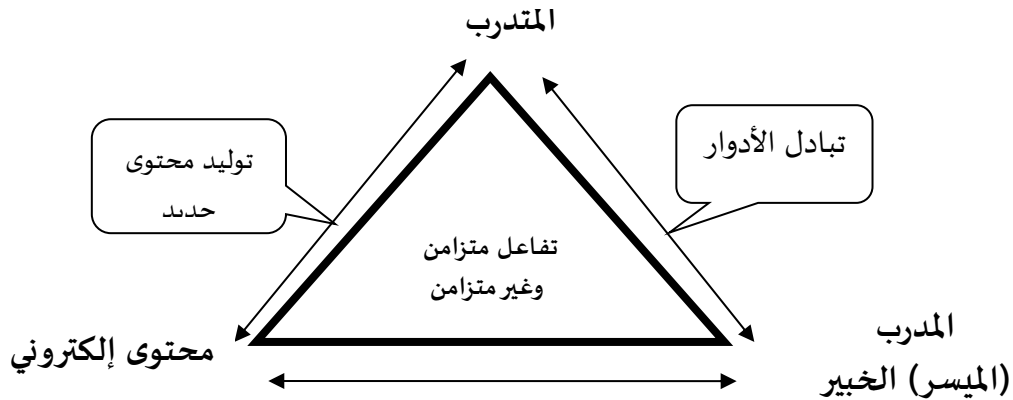 المتدرب
تبادل الأدوار
توليد محتوى
جديد
تفاعل متزامن
وغير متزامن
المدرب
(الميسر) الخبير
محتوى إلكتروني